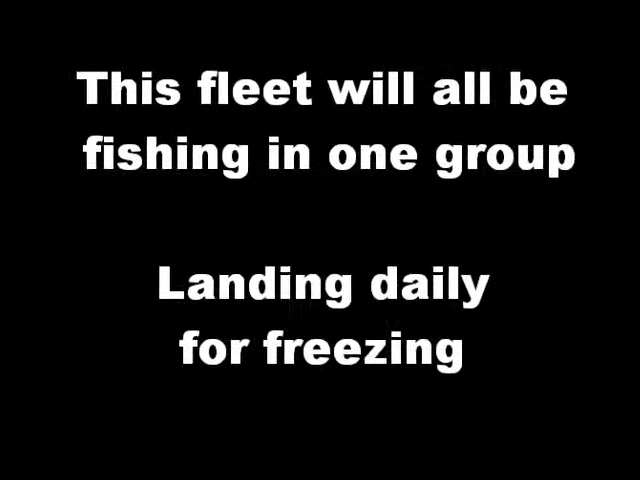 This fleet will all be
fishing in one group
Landing daily
for freezing